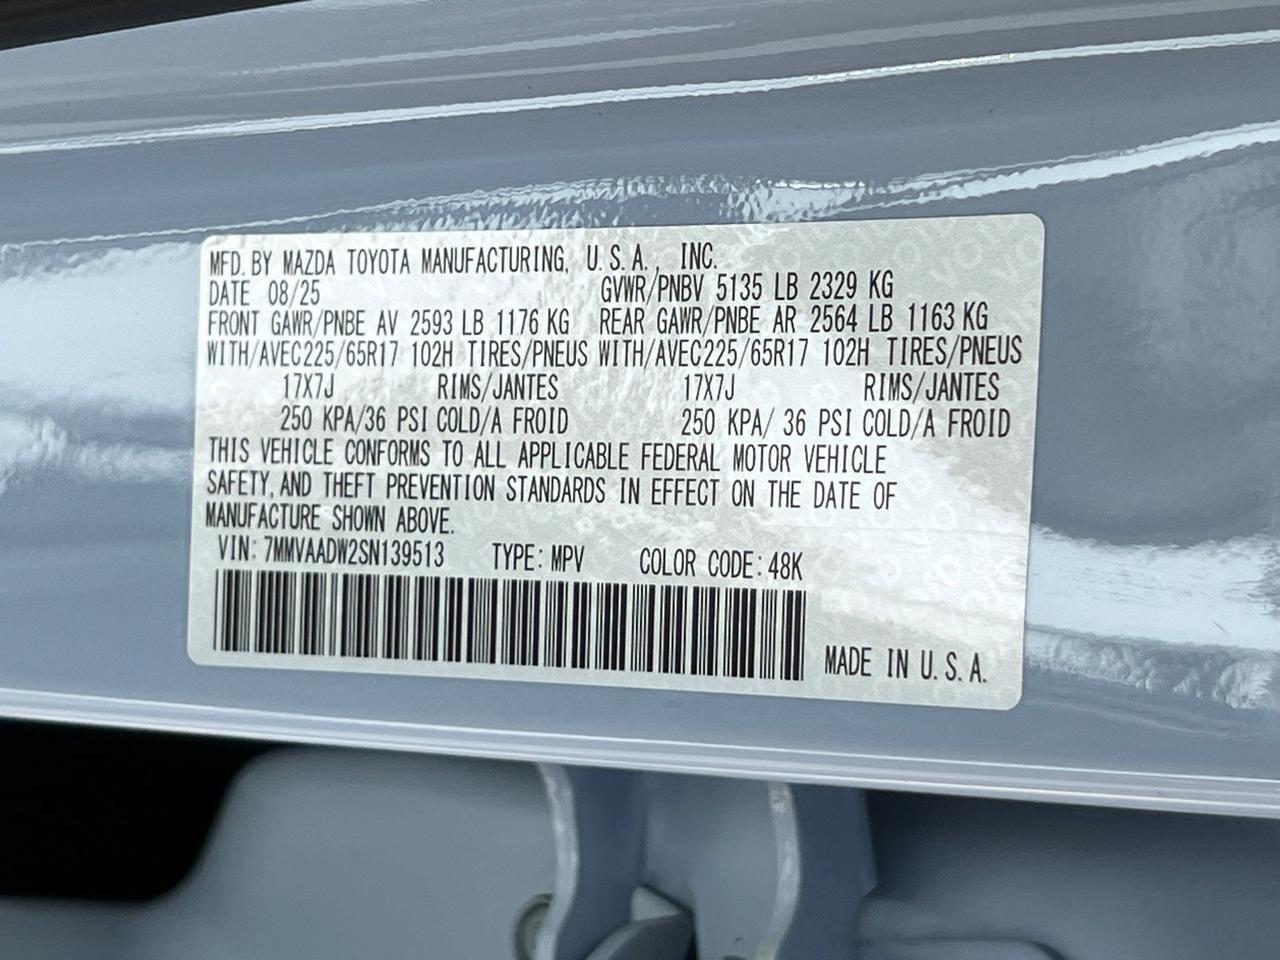 MFD. BY MAZDA TOYOTA MANUFACTURING, U.S.A., INC.
DATE 08/25 GVWR/PNBV 5135 LB 2329 KG
FRONT GAWR/PNBE AV 2593 LB 1176 KG REAR GAWR/PNBE AR 2564 LB 1163 KG
WITH/AVEC225/65R17 102H TIRES/PNEUS WITH/AVEC225/65R17 102H TIRES/PNEUS
17X7J RIMS/JANTES 17X7J RIMS/JANTES
250 KPA/36 PSI COLD/A FROID 250 KPA/ 36 PSI COLD/A FROID
THIS VEHICLE CONFORMS TO ALL APPLICABLE FEDERAL MOTOR VEHICLE
SAFETY, AND THEFT PREVENTION STANDARDS IN EFFECT ON THE DATE OF
MANUFACTURE SHOWN ABOVE.
VIN: 7MMVAADW2SN139513 TYPE: MPV COLOR CODE: 48K
MADE IN U.S.A.